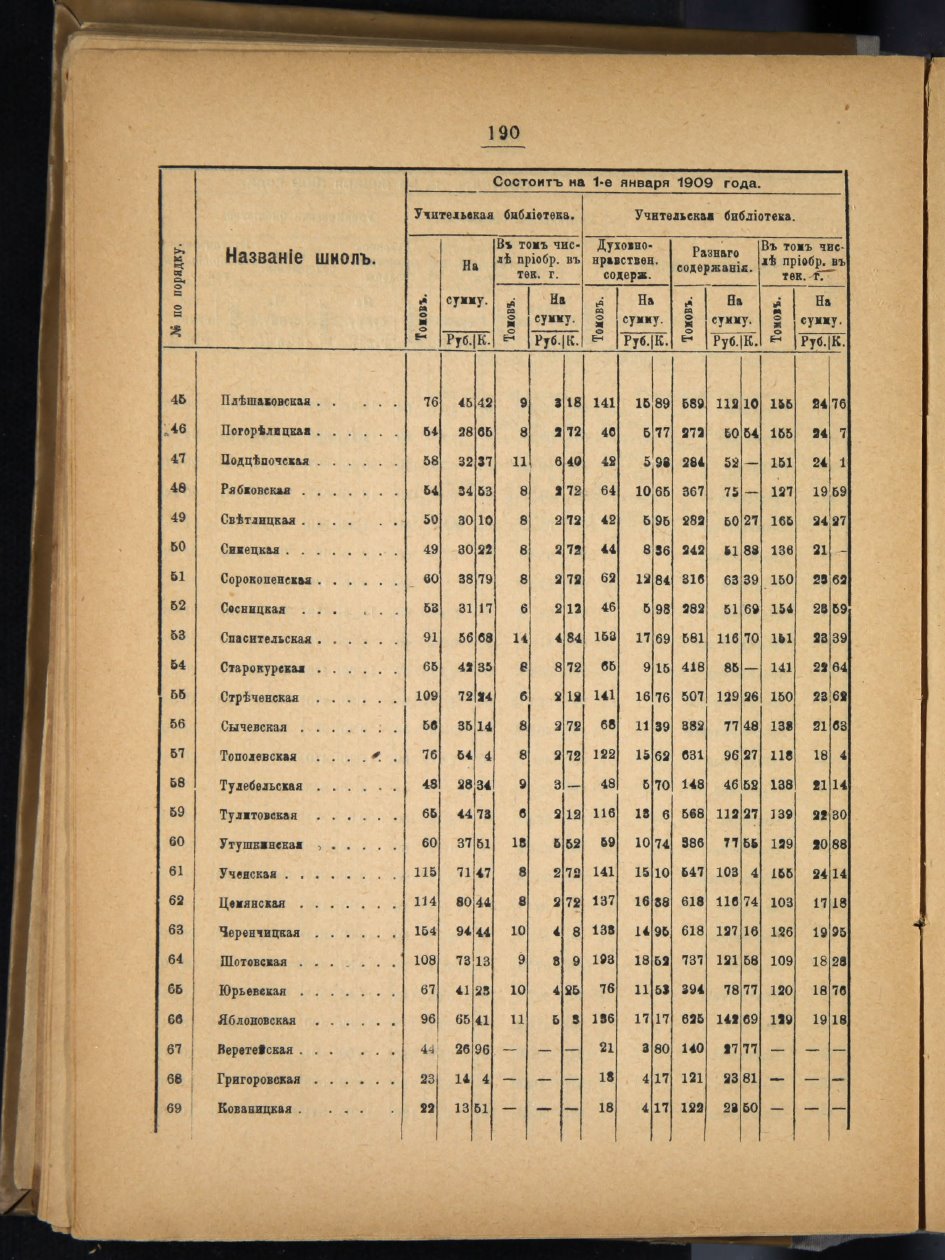 190
Состоитъ на 1-е января 1909 года.
Учительская библіотека. Учительская библіотека.
№ по порядку. Названіе школъ.
Томовъ. На сумму. Въ томъ числѣ пріобр. въ тек. г. Духовно-нравствен. содерж. Разнаго содержанія. Въ томъ числѣ пріобр. въ тек. г.
Томовъ. На сумму. Томовъ. На сумму. Томовъ. На сумму. Томовъ. На сумму.
Руб. К. Руб. К. Руб. К. Руб. К. Руб. К.
45 Плѣшаковская . . . . . 76 45 42 9 3 18 141 15 89 589 112 10 155 24 76
46 Погорѣлицкая . . . . . . 54 28 65 8 2 72 46 5 77 272 50 54 155 24 7
47 Подцѣпочская . . . . . . 58 32 37 11 6 40 42 5 98 284 52 — 151 24 1
48 Рябковская . . . . . . . 54 34 53 8 2 72 64 10 65 367 75 — 127 19 59
49 Свѣтлицкая . . . . . . 50 30 10 8 2 72 42 5 95 282 50 27 165 24 27
50 Синецкая . . . . . . . . 49 30 22 8 2 72 44 8 36 242 51 88 136 21 —
51 Сорокопенская . . . . . . 60 38 79 8 2 72 62 12 84 316 63 39 150 23 62
52 Сосницкая . . . . . . 53 31 17 6 2 12 46 5 98 282 51 69 154 23 59
53 Спасительская . . . . . . 91 56 68 14 4 84 153 17 69 581 116 70 151 23 39
54 Старокурская . . . . . . 65 42 35 6 8 72 65 9 15 418 85 — 141 22 64
55 Стрѣченская . . . . . . 109 72 24 6 2 12 141 16 76 507 129 26 150 23 62
56 Сычевская . . . . . . . 56 35 14 8 2 72 68 11 39 382 77 48 138 21 63
57 Тополевская . . . . . . 76 54 4 8 2 72 122 15 62 631 96 27 118 18 4
58 Тулебельская . . . . . . 48 28 34 9 3 — 48 5 70 148 46 52 138 21 14
59 Тулитовская . . . . . . 65 44 73 6 2 12 116 13 6 568 112 27 139 22 30
60 Утушкинская . . . . . . 60 37 51 13 5 52 59 10 74 386 77 55 129 20 88
61 Ученская . . . . . . . . 115 71 47 8 2 72 141 15 10 547 103 4 155 24 14
62 Цемянская . . . . . . . 114 80 44 8 2 72 137 16 38 618 116 74 103 17 18
63 Черенчицкая . . . . . . 154 94 44 10 4 8 133 14 95 618 127 16 126 19 95
64 Шотовская . . . . . . . 108 73 13 9 3 9 193 18 52 737 121 58 109 18 28
65 Юрьевская . . . . . . 67 41 23 10 4 25 76 11 53 394 78 77 120 18 76
66 Яблоновская . . . . . . 96 65 41 11 5 3 136 17 17 625 142 69 129 19 18
67 Веретейская . . . . . . 44 26 96 — — — 21 3 80 140 27 77 — — —
68 Григоровская . . . . . . 23 14 4 — — — 18 4 17 121 23 81 — — —
69 Кованицкая . . . . . 22 13 51 — — — 18 4 17 122 23 50 — — —